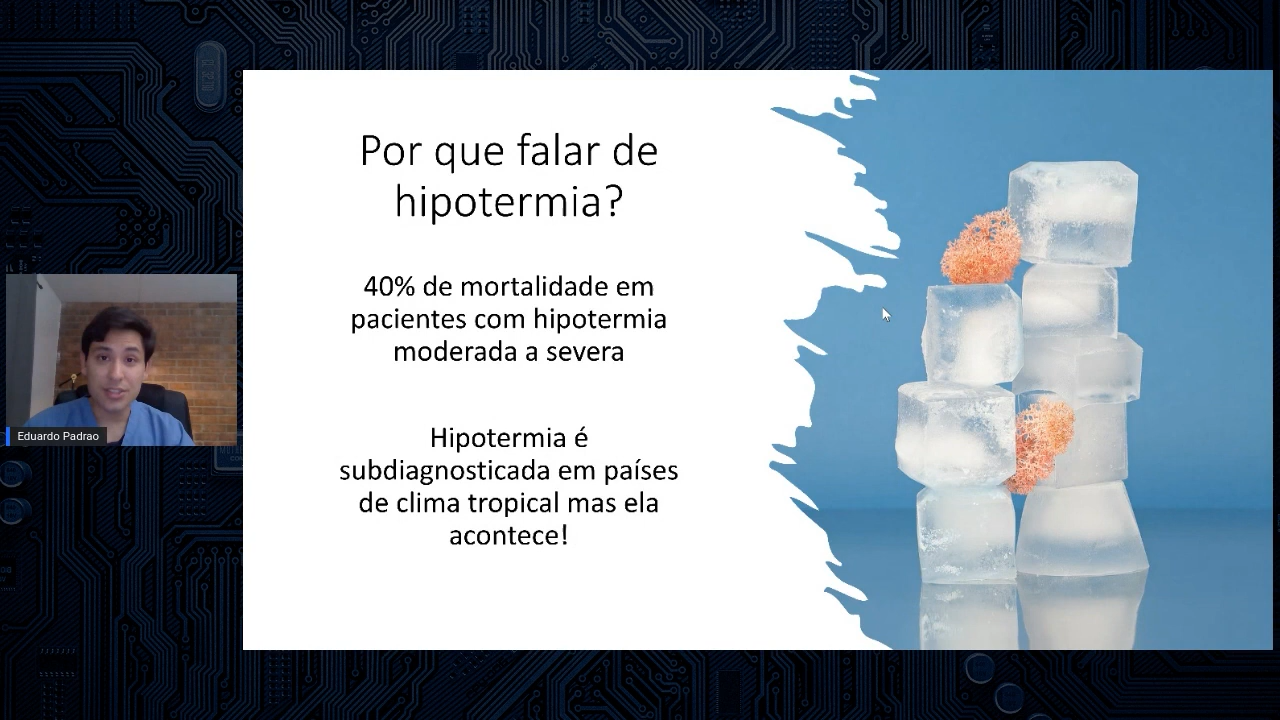 Por que falar de
hipotermia?
40% de mortalidade em
pacientes com hipotermia
moderada a severa
Hipotermia é
subdiagnosticada em países
de clima tropical mas ela
acontece!
Eduardo Padrao